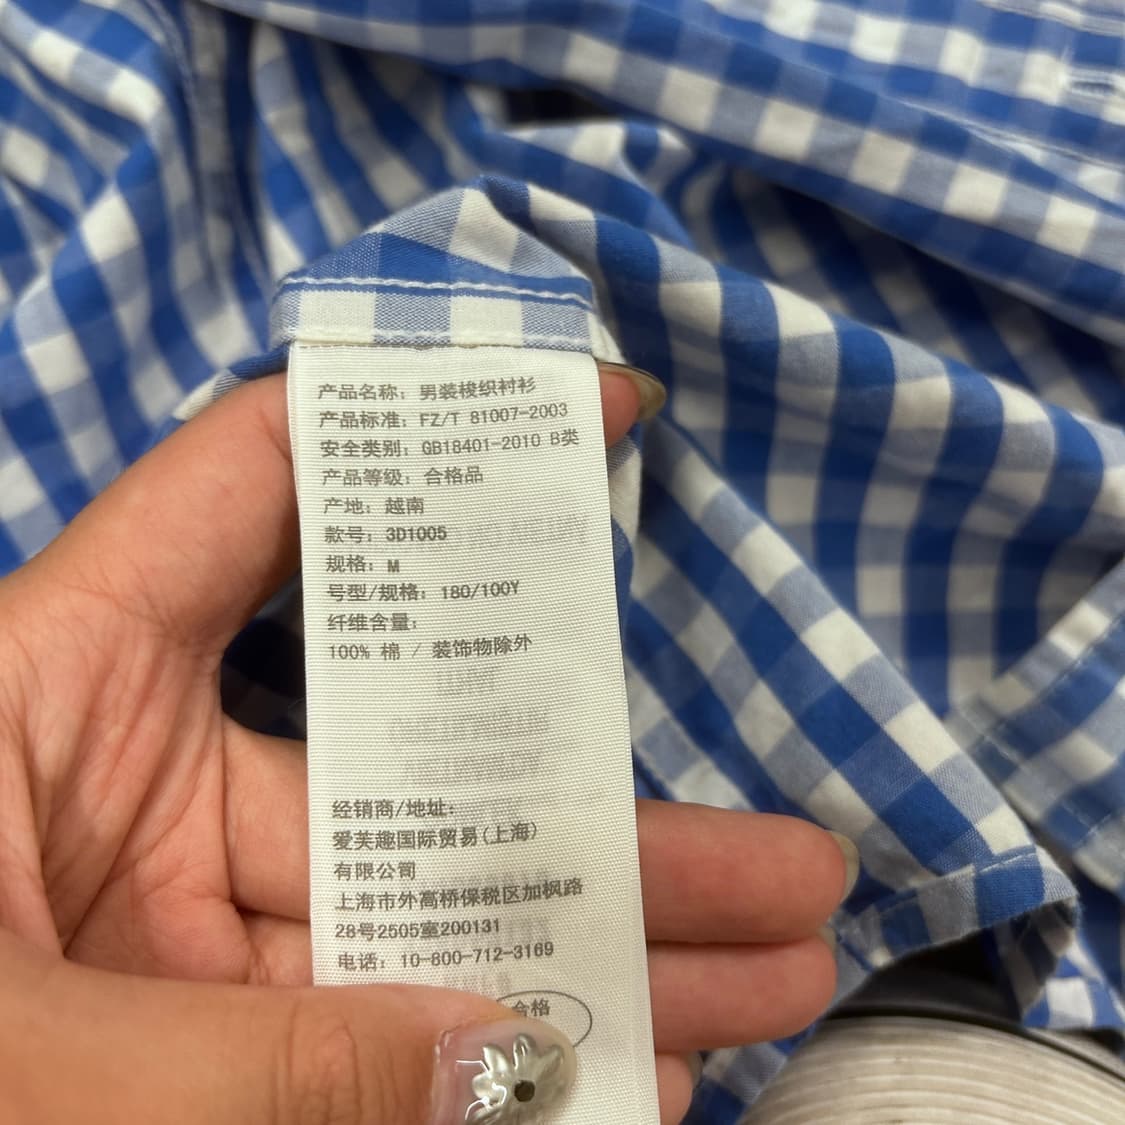 产品名称：男装梭织衬衫
产品标准：FZ/T 81007-2003
安全类别：GB18401-2010 B类
产品等级：合格品
产地：越南
款号：3D1005
规格：M
号型/规格：180/100Y
纤维含量：
100% 棉 / 装饰物除外
经销商/地址：
爱芙趣国际贸易(上海)
有限公司
上海市外高桥保税区加枫路
28号2505室200131
电话：10-800-712-3169
合格